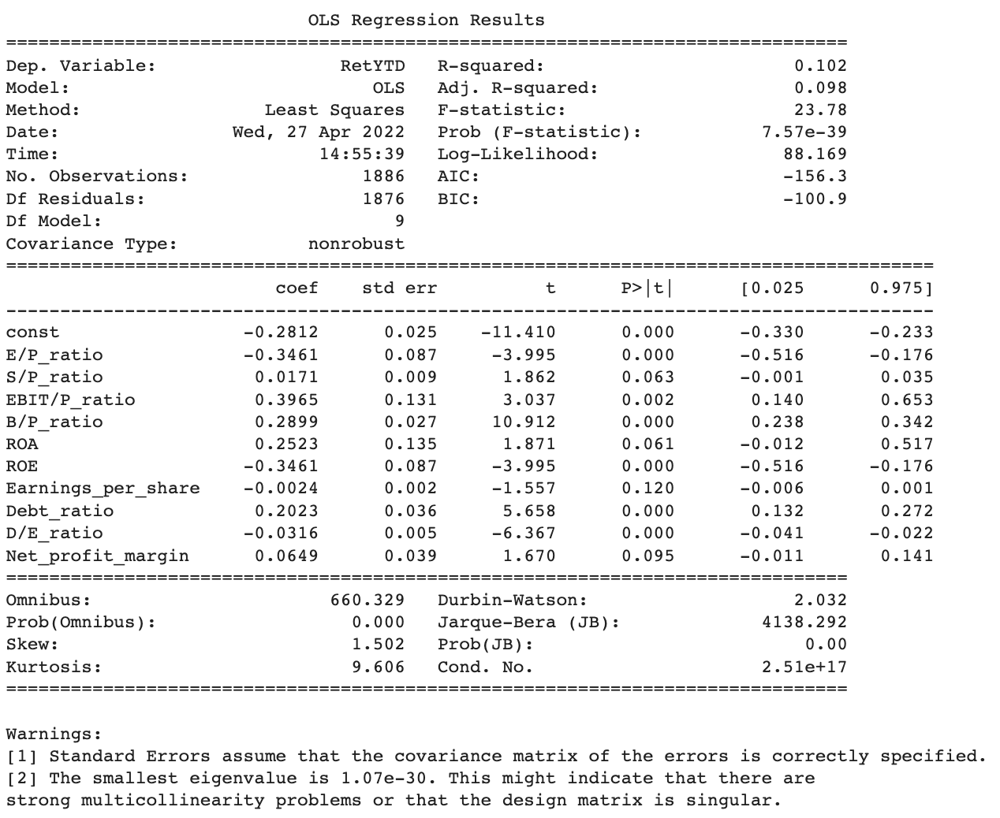 OLS Regression Results
==============================================================================
Dep. Variable: RetYTD R-squared: 0.102
Model: OLS Adj. R-squared: 0.098
Method: Least Squares F-statistic: 23.78
Date: Wed, 27 Apr 2022 Prob (F-statistic): 7.57e-39
Time: 14:55:39 Log-Likelihood: 88.169
No. Observations: 1886 AIC: -156.3
Df Residuals: 1876 BIC: -100.9
Df Model: 9
Covariance Type: nonrobust
======================================================================================
coef std err t P>|t| [0.025 0.975]
--------------------------------------------------------------------------------------
const -0.2812 0.025 -11.410 0.000 -0.330 -0.233
E/P_ratio -0.3461 0.087 -3.995 0.000 -0.516 -0.176
S/P_ratio 0.0171 0.009 1.862 0.063 -0.001 0.035
EBIT/P_ratio 0.3965 0.131 3.037 0.002 0.140 0.653
B/P_ratio 0.2899 0.027 10.912 0.000 0.238 0.342
ROA 0.2523 0.135 1.871 0.061 -0.012 0.517
ROE -0.3461 0.087 -3.995 0.000 -0.516 -0.176
Earnings_per_share -0.0024 0.002 -1.557 0.120 -0.006 0.001
Debt_ratio 0.2023 0.036 5.658 0.000 0.132 0.272
D/E_ratio -0.0316 0.005 -6.367 0.000 -0.041 -0.022
Net_profit_margin 0.0649 0.039 1.670 0.095 -0.011 0.141
==============================================================================
Omnibus: 660.329 Durbin-Watson: 2.032
Prob(Omnibus): 0.000 Jarque-Bera (JB): 4138.292
Skew: 1.502 Prob(JB): 0.00
Kurtosis: 9.606 Cond. No. 2.51e+17
==============================================================================
Warnings:
[1] Standard Errors assume that the covariance matrix of the errors is correctly specified.
[2] The smallest eigenvalue is 1.07e-30. This might indicate that there are
strong multicollinearity problems or that the design matrix is singular.